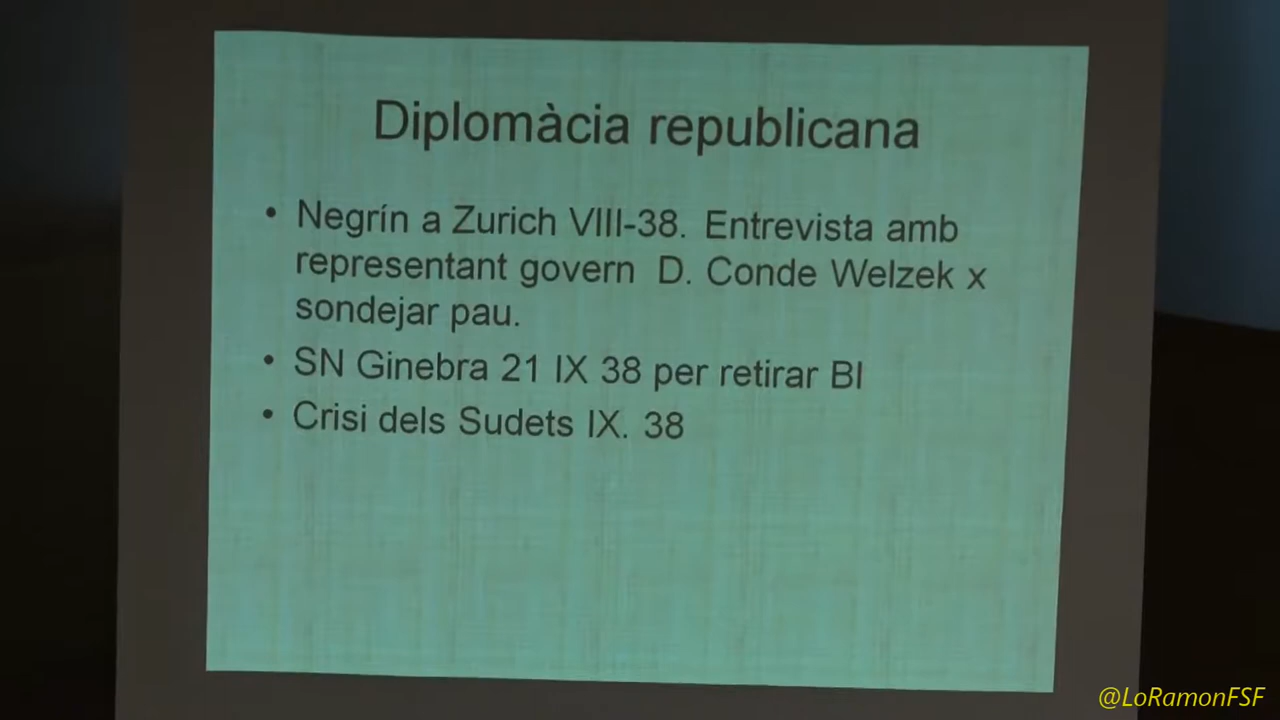 Diplomàcia republicana
• Negrín a Zurich VIII-38. Entrevista amb
representant govern D. Conde Welzek x
sondejar pau.
• SN Ginebra 21 IX 38 per retirar BI
• Crisi dels Sudets IX. 38
@LoRamonFSF